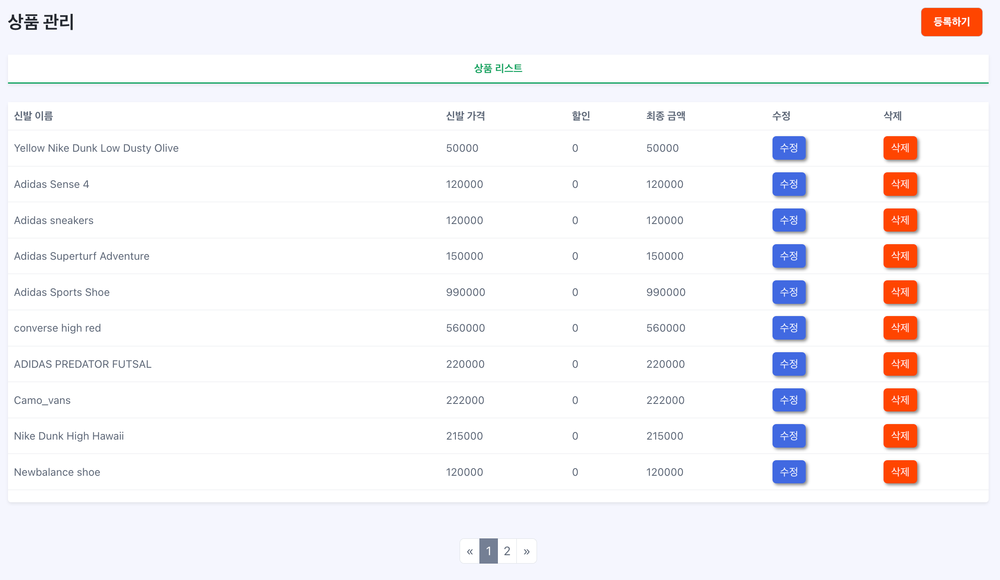 상품 관리
등록하기
상품 리스트
신발 이름 신발 가격 할인 최종 금액 수정 삭제
Yellow Nike Dunk Low Dusty Olive 50000 0 50000 수정 삭제
Adidas Sense 4 120000 0 120000 수정 삭제
Adidas sneakers 120000 0 120000 수정 삭제
Adidas Superturf Adventure 150000 0 150000 수정 삭제
Adidas Sports Shoe 990000 0 990000 수정 삭제
converse high red 560000 0 560000 수정 삭제
ADIDAS PREDATOR FUTSAL 220000 0 220000 수정 삭제
Camo_vans 222000 0 222000 수정 삭제
Nike Dunk High Hawaii 215000 0 215000 수정 삭제
Newbalance shoe 120000 0 120000 수정 삭제
« 1 2 »